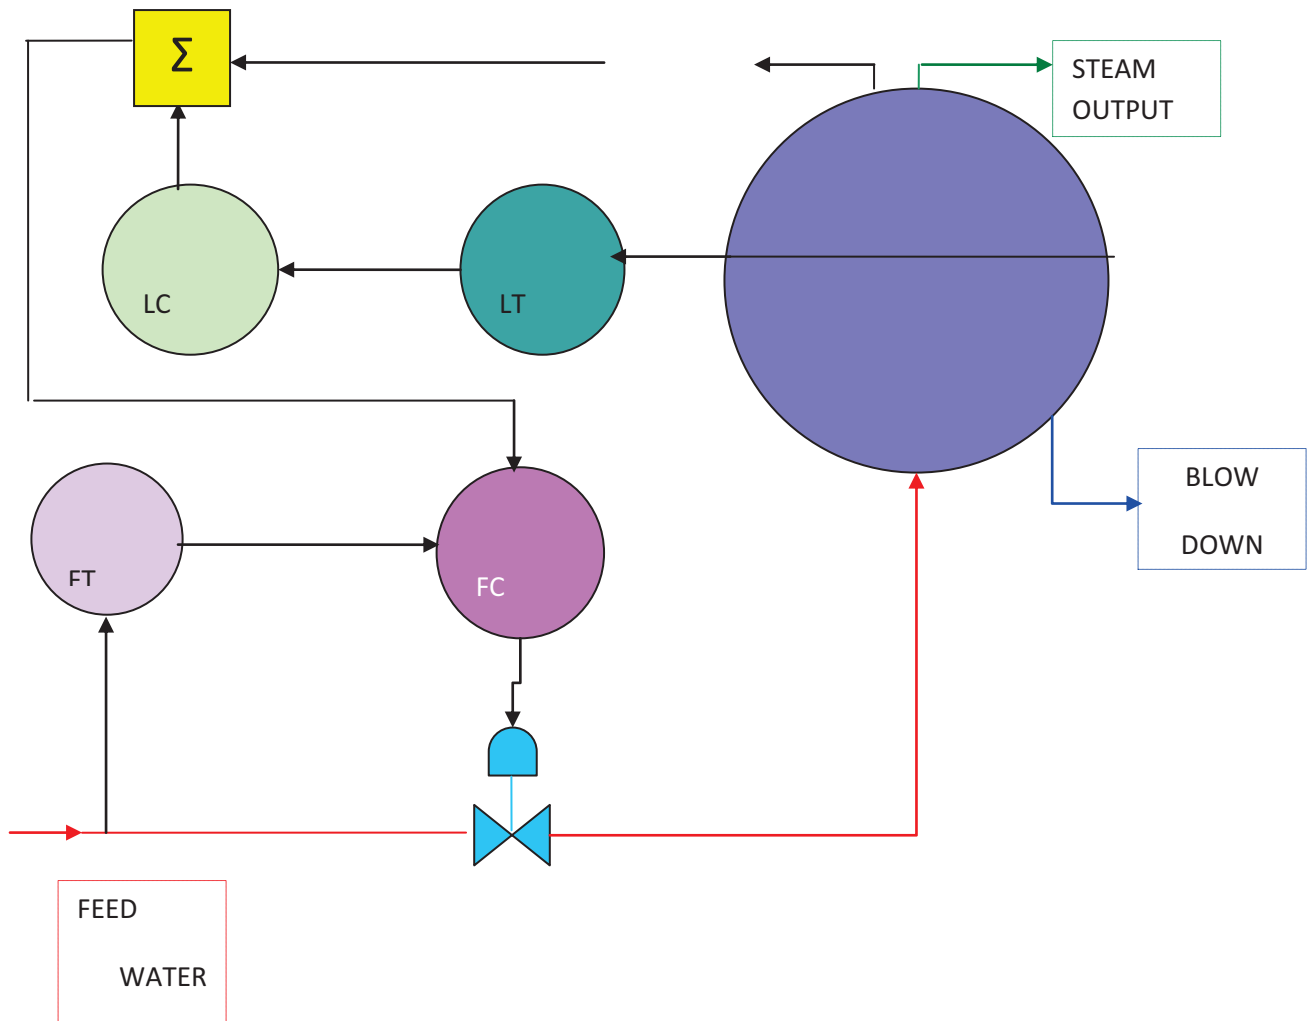 Σ
STEAM
OUTPUT
LC
LT
BLOW
DOWN
FT
FC
FEED
WATER